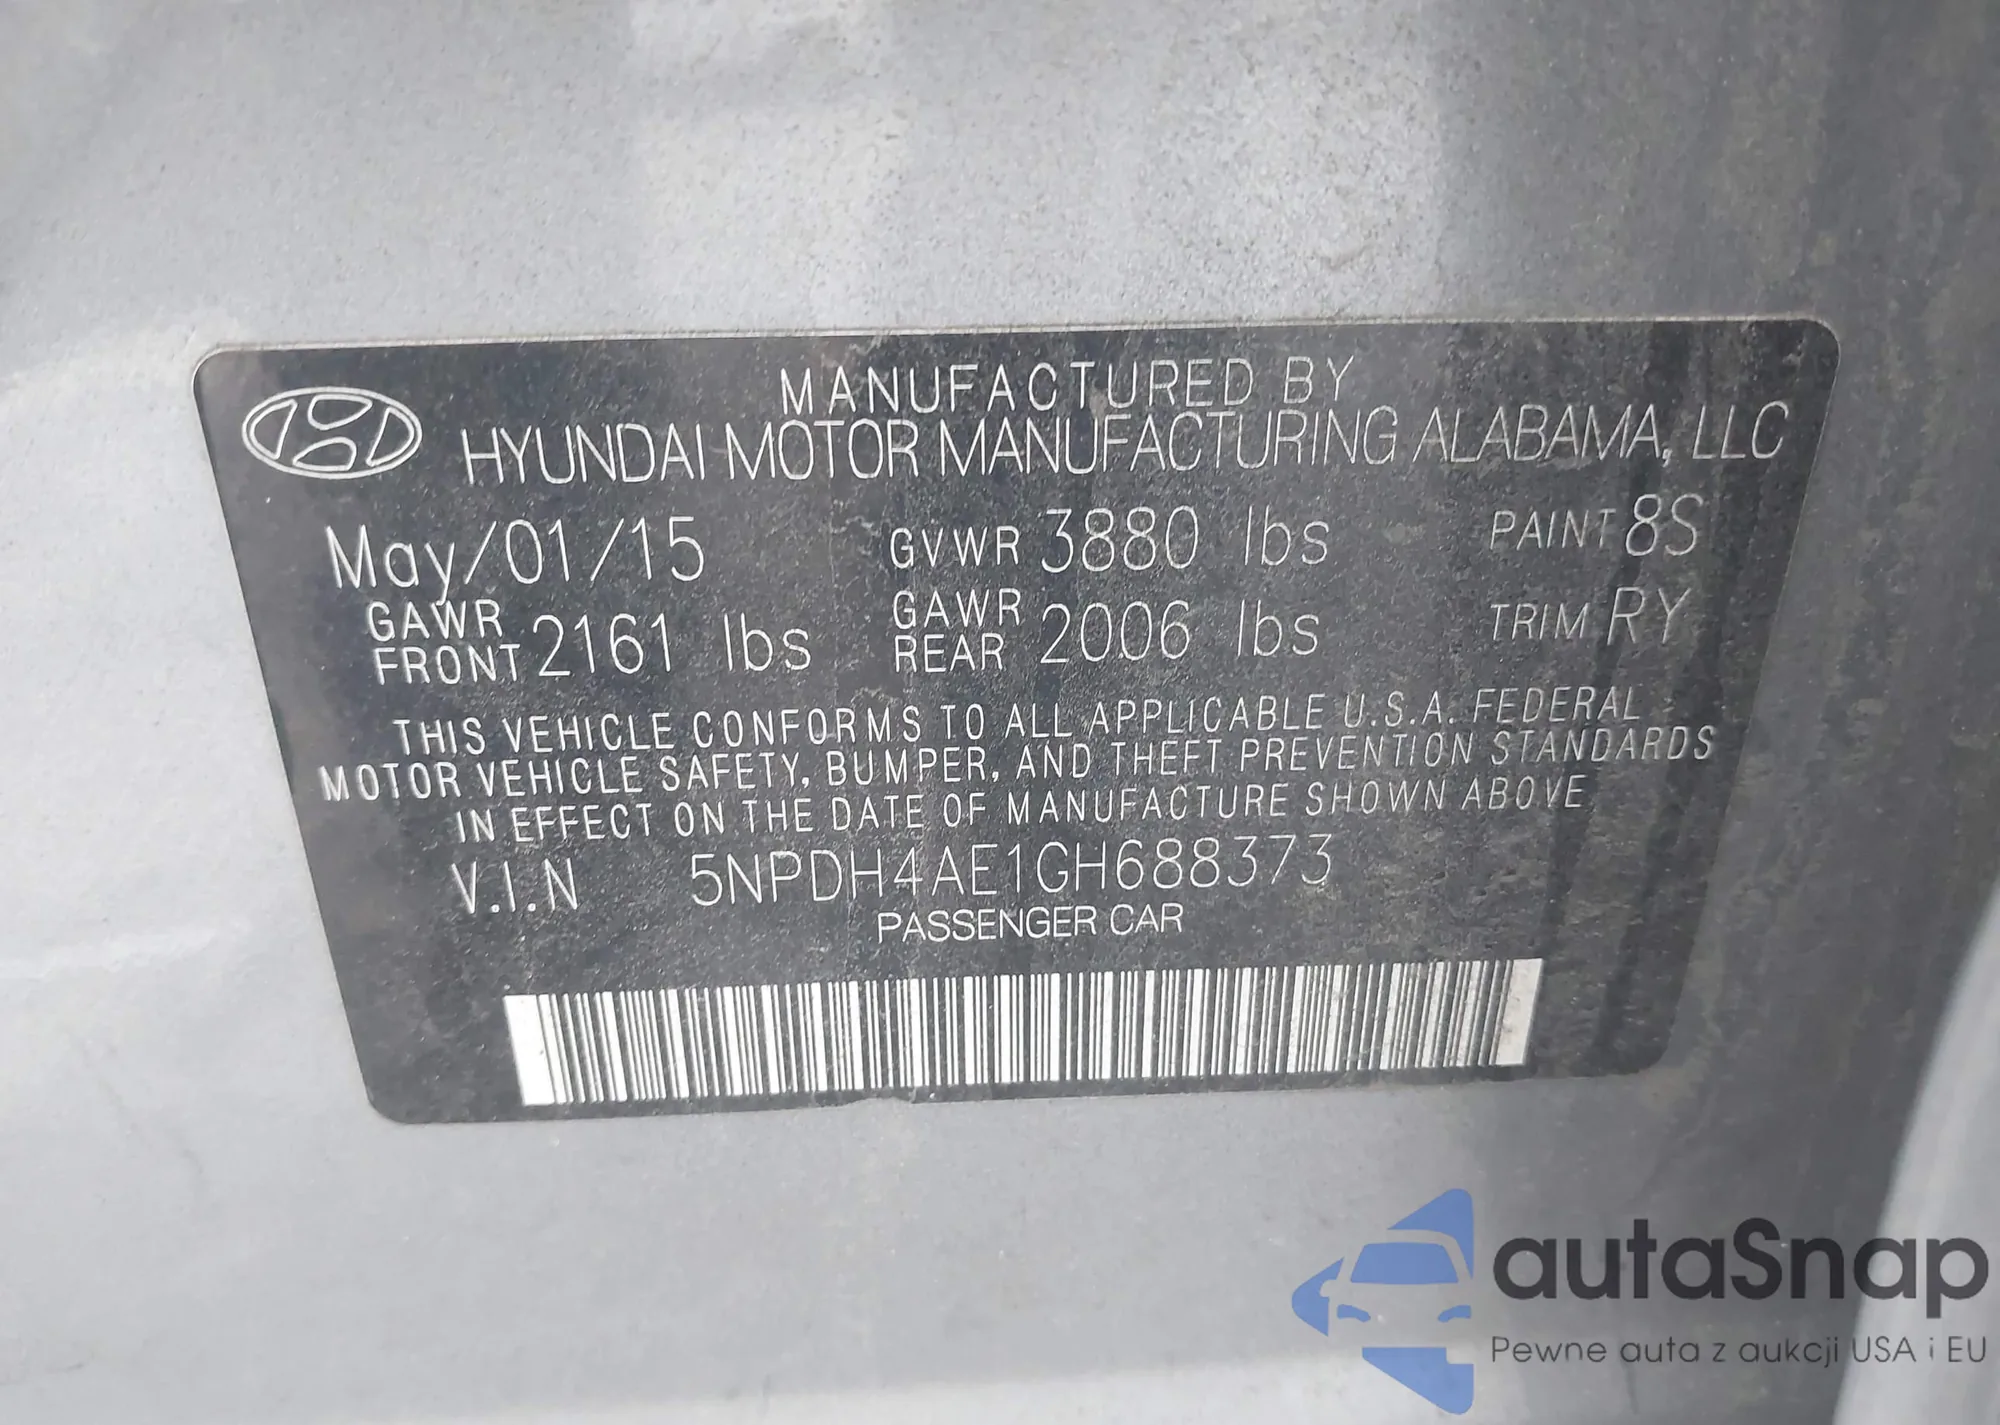 MANUFACTURED BY
HYUNDAI MOTOR MANUFACTURING ALABAMA, LLC
May/01/15 GVWR 3880 lbs PAINT 8S
GAWR FRONT 2161 lbs GAWR REAR 2006 lbs TRIM RY
THIS VEHICLE CONFORMS TO ALL APPLICABLE U.S.A. FEDERAL
MOTOR VEHICLE SAFETY, BUMPER, AND THEFT PREVENTION STANDARDS
IN EFFECT ON THE DATE OF MANUFACTURE SHOWN ABOVE
V.I.N 5NPDH4AE1GH688373
PASSENGER CAR
autaSnap
Pewne auta z aukcji USA i EU